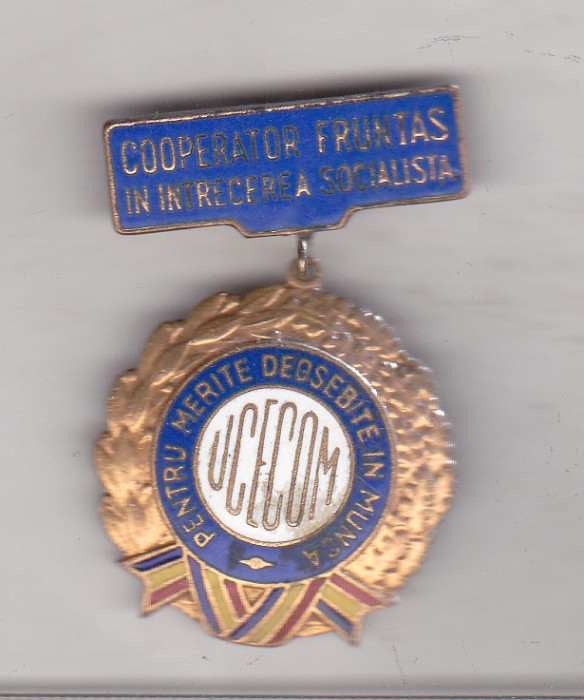 COOPERATOR FRUNTAS
IN INTRECEREA SOCIALISTA
PENTRU MERITE DEOSEBITE IN MUNCA
UCECOM